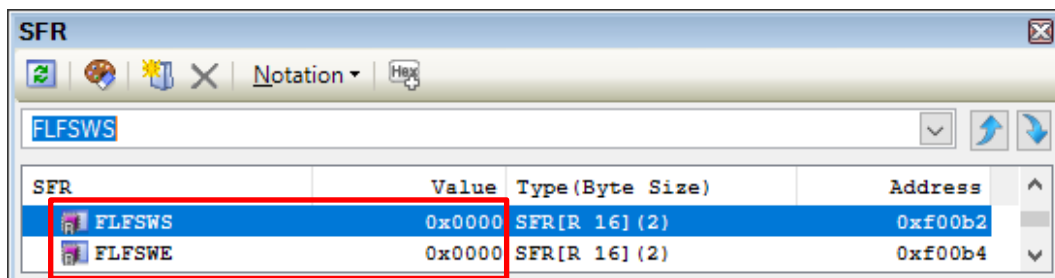 SFR
Notation Hex
FLFSWS
SFR Value Type(Byte Size) Address
FLFSWS 0x0000 SFR[R 16](2) 0xf00b2
FLFSWE 0x0000 SFR[R 16](2) 0xf00b4